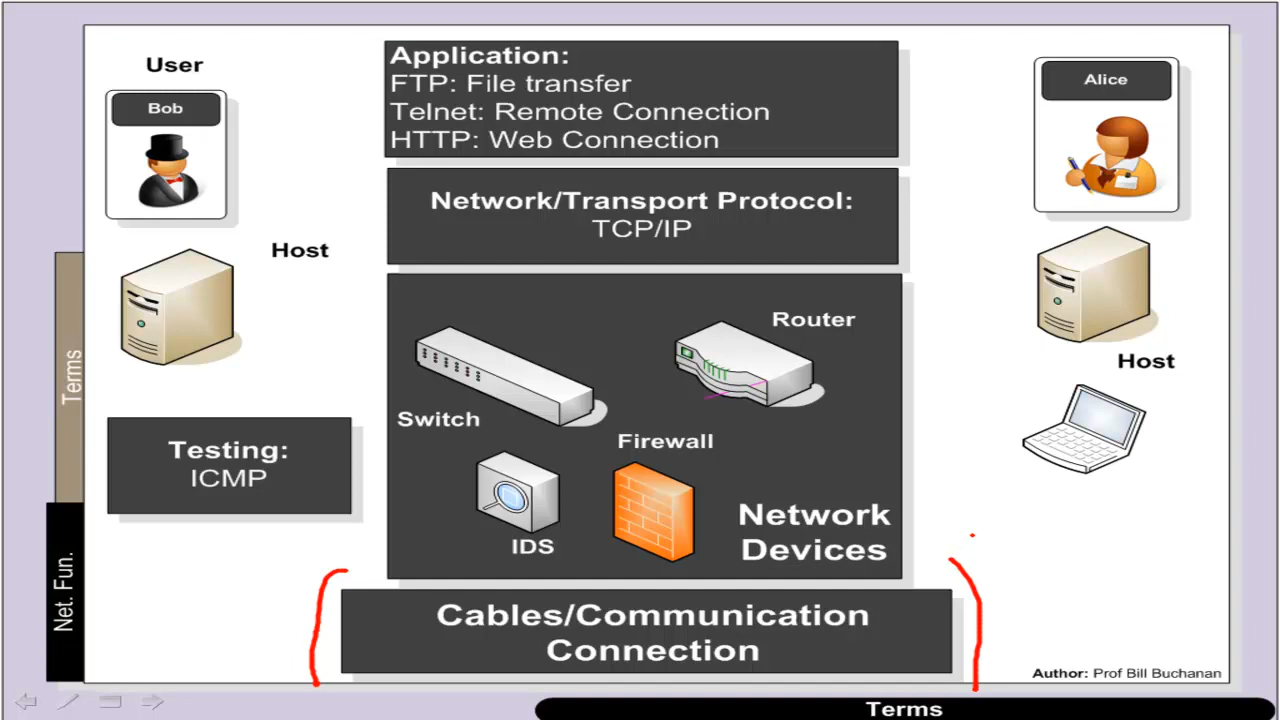 User
Bob
Host
Application:
FTP: File transfer
Telnet: Remote Connection
HTTP: Web Connection
Network/Transport Protocol:
TCP/IP
Alice
Host
Router
Switch
Firewall
IDS
Network
Devices
Testing:
ICMP
Cables/Communication
Connection
Terms
Net. Fun.
Author: Prof Bill Buchanan
Terms